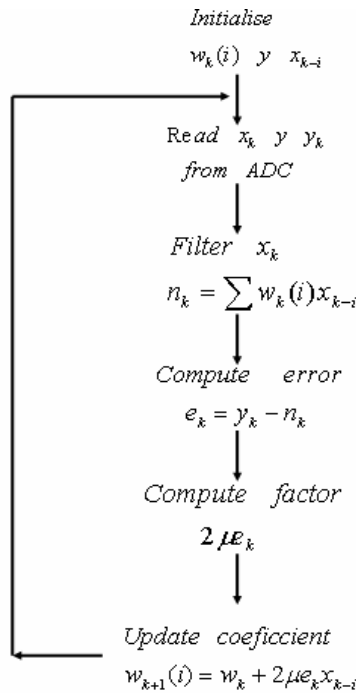 Initialise
w_k(i) y x_{k-i}
Read x_k y y_k
from ADC
Filter x_k
n_k = ∑ w_k(i)x_{k-i}
Compute error
e_k = y_k - n_k
Compute factor
2μe_k
Update coeficcient
w_{k+1}(i) = w_k + 2μe_k x_{k-i}